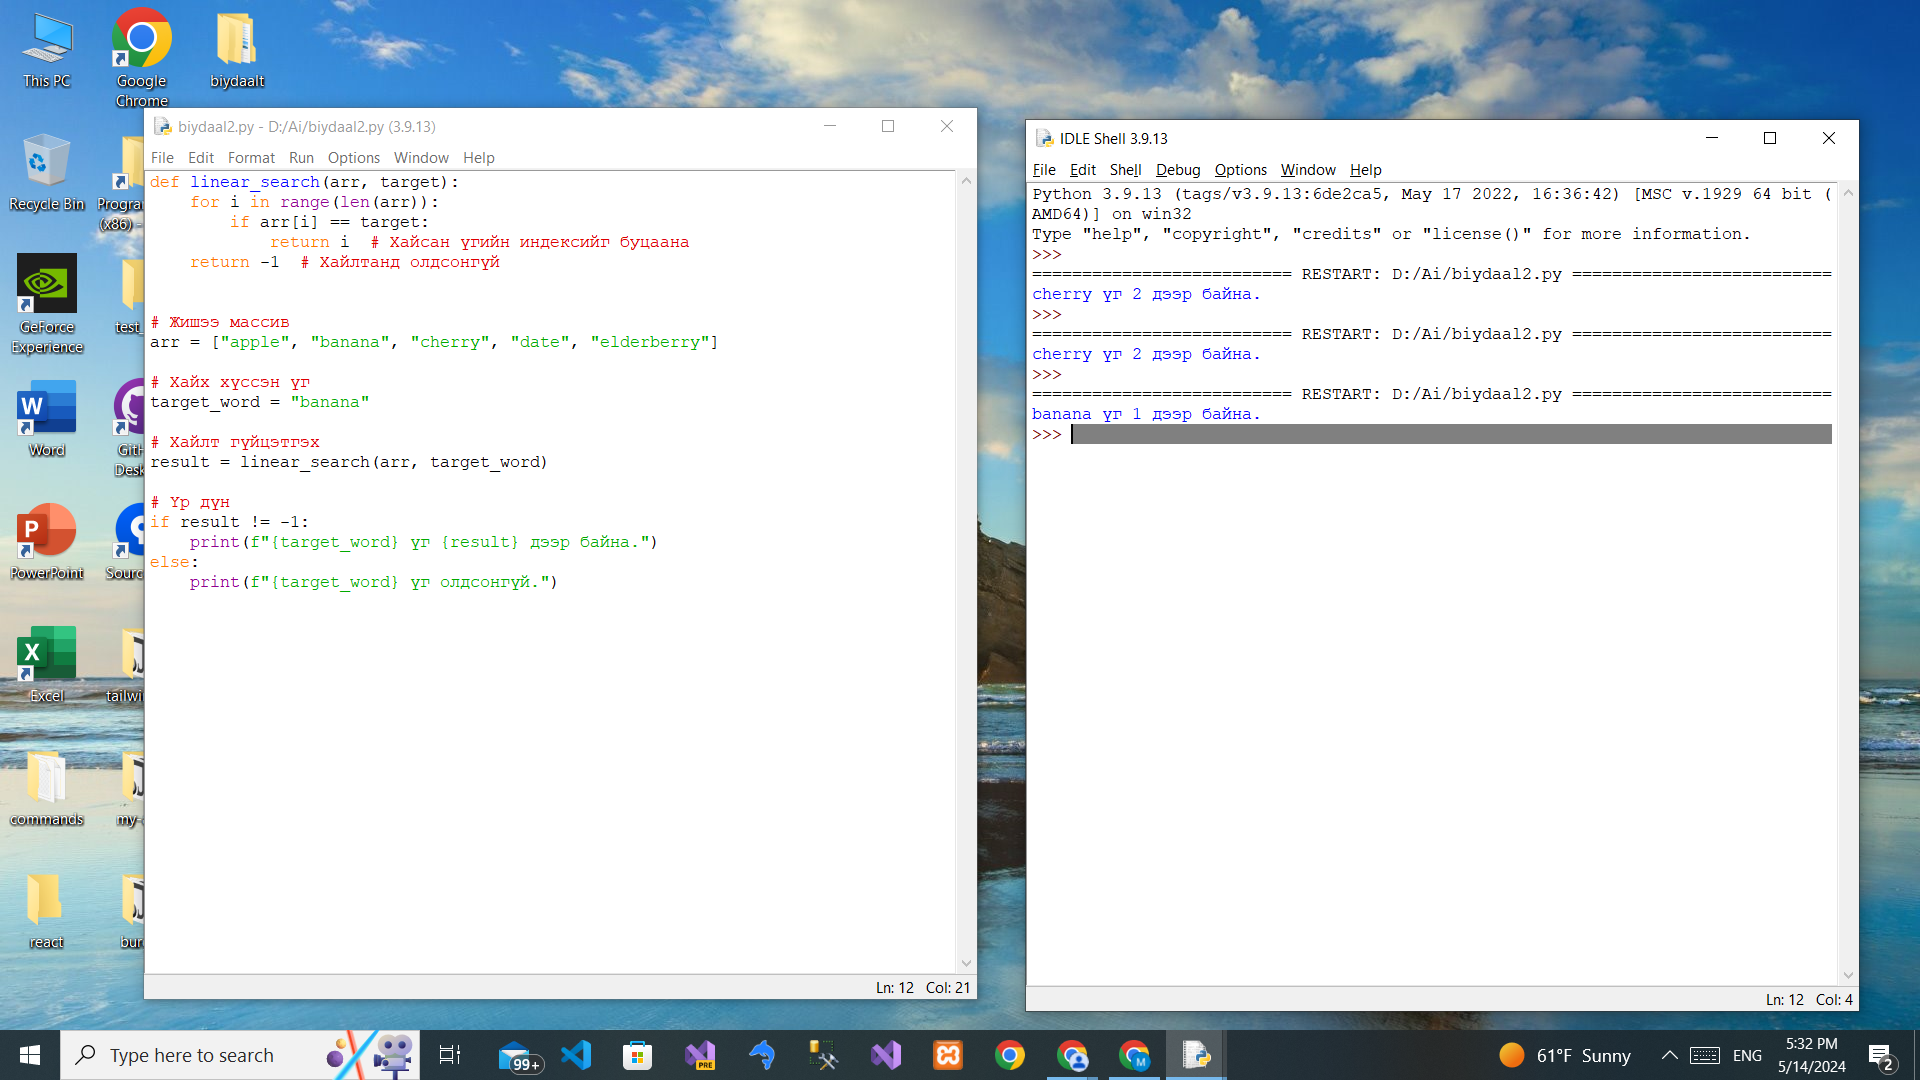 This PC
Google Chrome
biydaalt
Recycle Bin
(x86) -
GeForce Experience
Word
PowerPoint
Excel
commands
react
biydaal2.py - D:/Ai/biydaal2.py (3.9.13)
File Edit Format Run Options Window Help
def linear_search(arr, target):
    for i in range(len(arr)):
        if arr[i] == target:
            return i  # Хайсан үгийн индексийг буцаана
    return -1  # Хайлтанд олдсонгүй
# Жишээ массив
arr = ["apple", "banana", "cherry", "date", "elderberry"]
# Хайх хүссэн үг
target_word = "banana"
# Хайлт гүйцэтгэх
result = linear_search(arr, target_word)
# Үр дүн
if result != -1:
    print(f"{target_word} үг {result} дээр байна.")
else:
    print(f"{target_word} үг олдсонгүй.")
Ln: 12 Col: 21
IDLE Shell 3.9.13
File Edit Shell Debug Options Window Help
Python 3.9.13 (tags/v3.9.13:6de2ca5, May 17 2022, 16:36:42) [MSC v.1929 64 bit (
AMD64)] on win32
Type "help", "copyright", "credits" or "license()" for more information.
>>>
========================== RESTART: D:/Ai/biydaal2.py ==========================
cherry үг 2 дээр байна.
>>>
========================== RESTART: D:/Ai/biydaal2.py ==========================
cherry үг 2 дээр байна.
>>>
========================== RESTART: D:/Ai/biydaal2.py ==========================
banana үг 1 дээр байна.
>>>
Ln: 12 Col: 4
Type here to search
99+
PRE
M
61°F Sunny
ENG
5:32 PM
5/14/2024
2